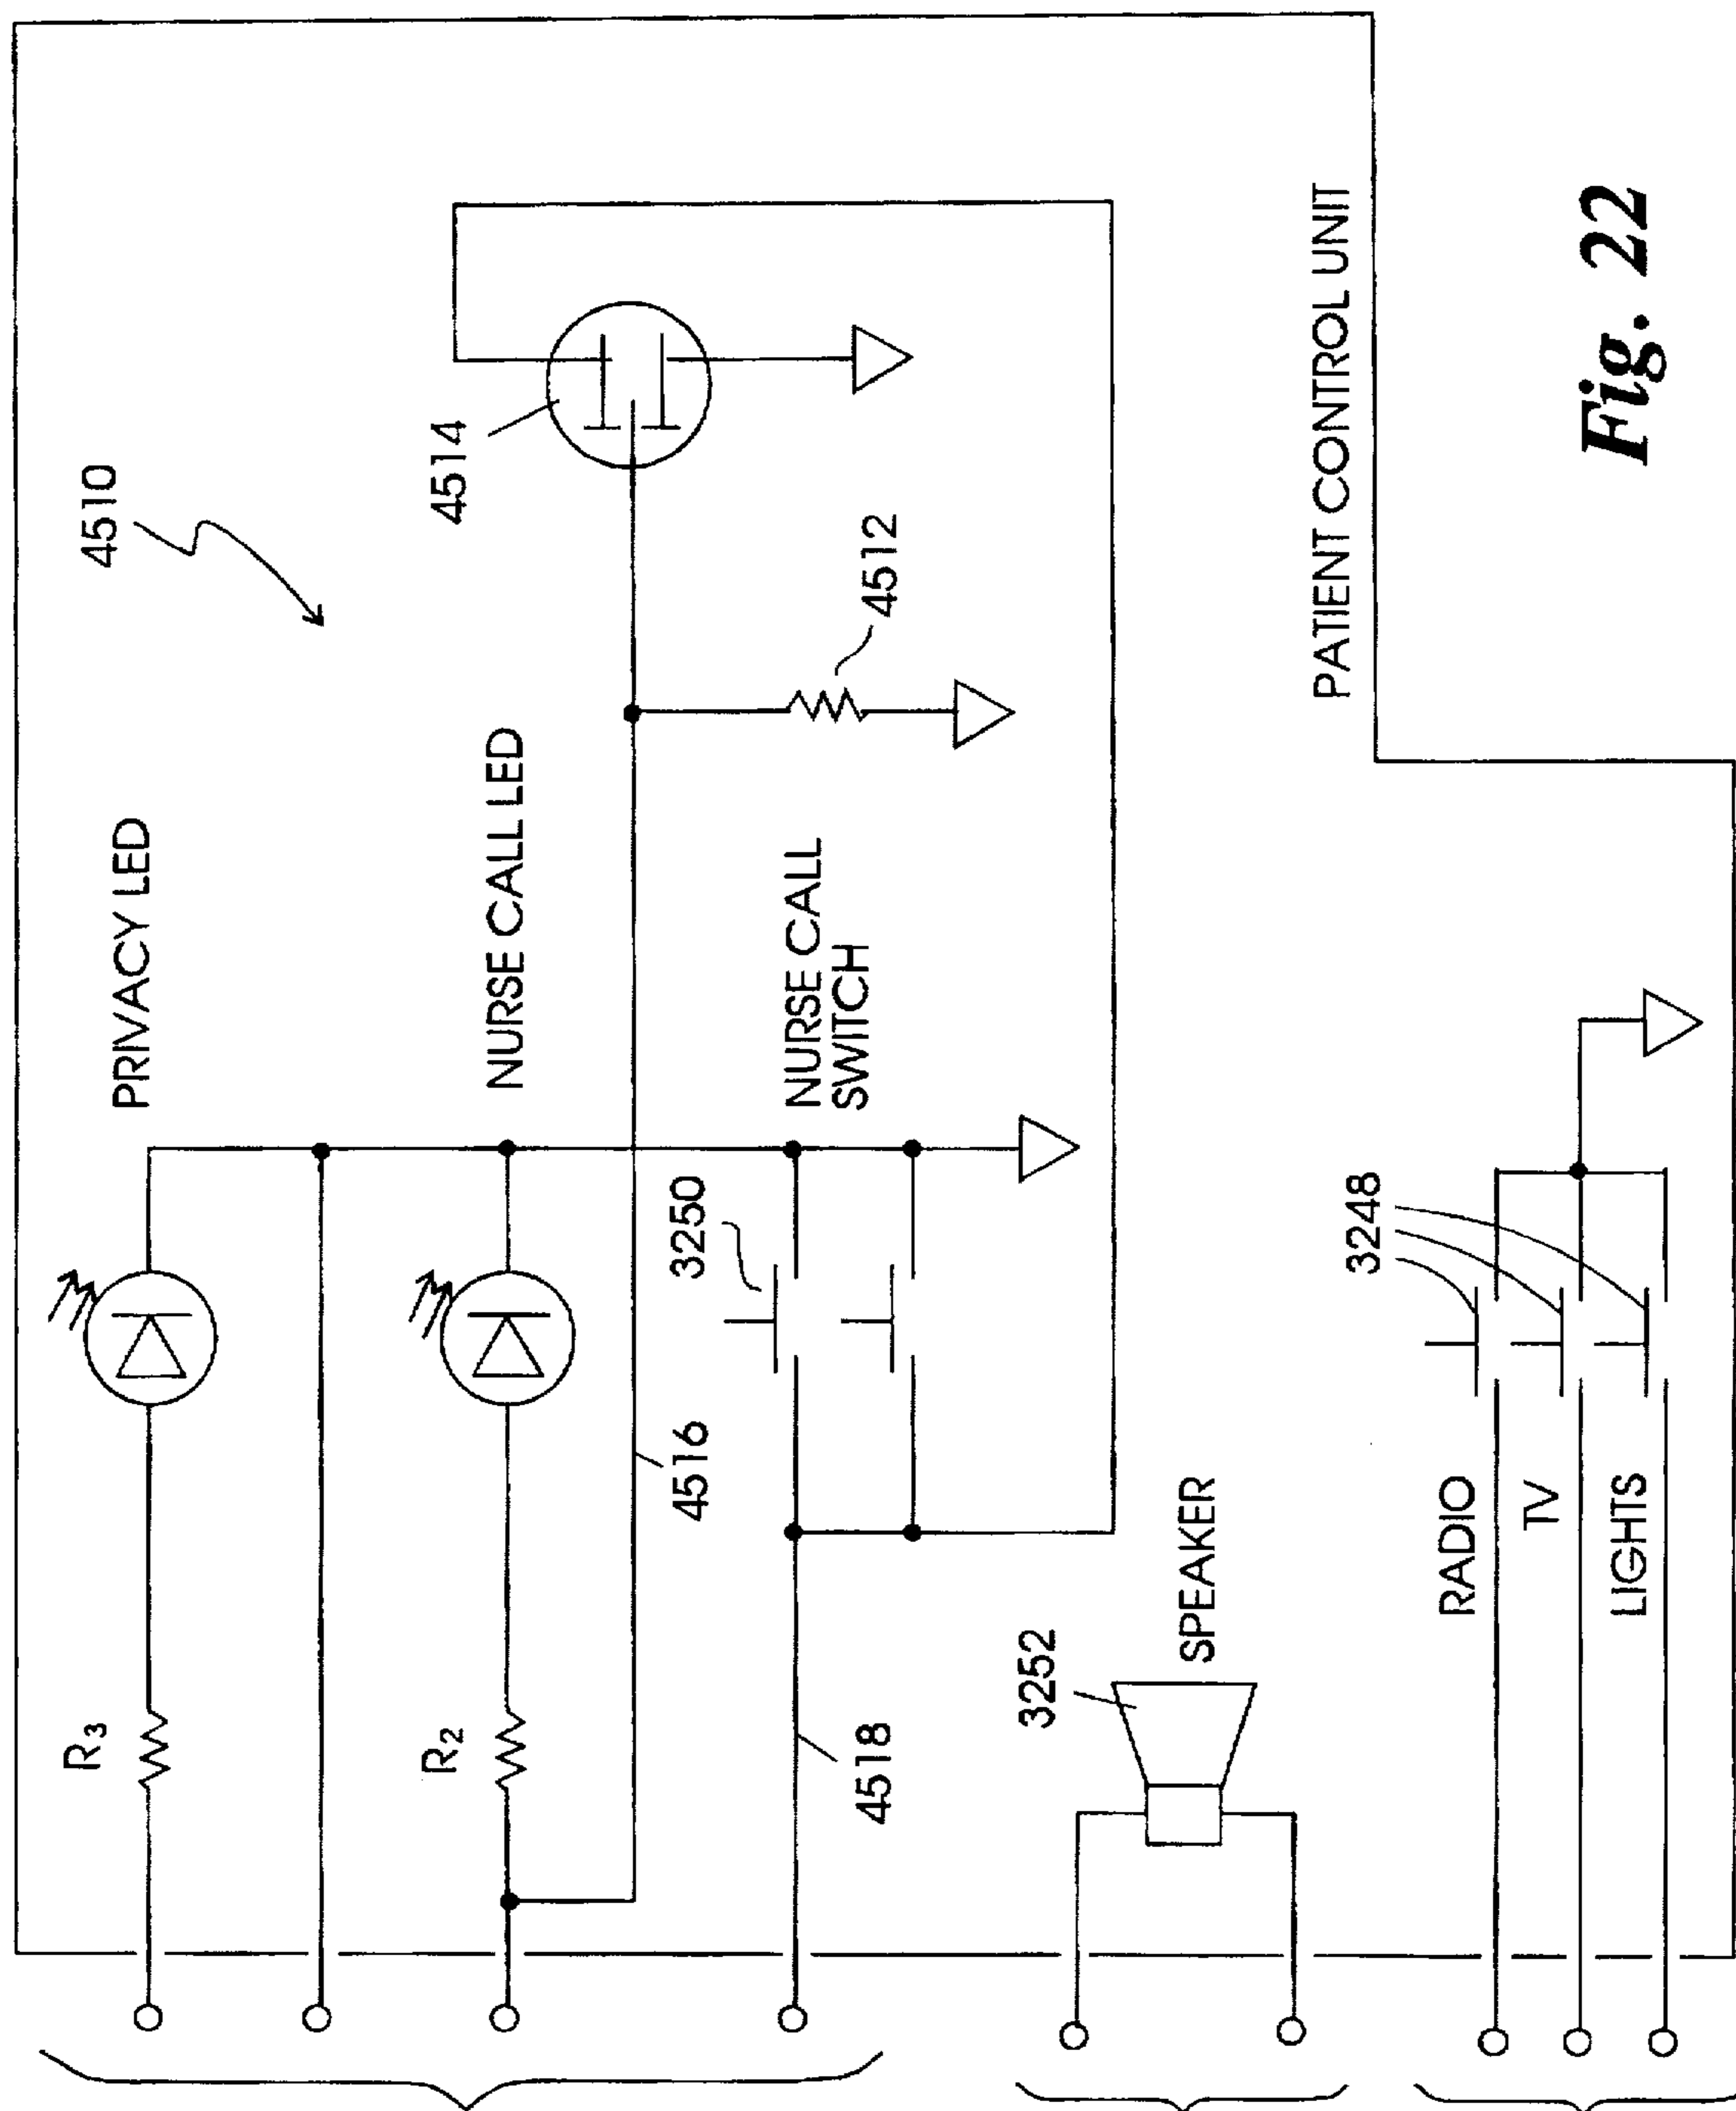 4510
PRIVACY LED
R3
4514
NURSE CALL LED
R2
4516
4512
3250
NURSE CALL
SWITCH
4518
3252
SPEAKER
PATIENT CONTROL UNIT
3248
RADIO
TV
LIGHTS
Fig. 22